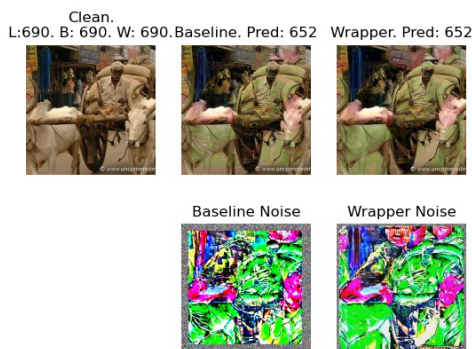 Clean.
L:690. B: 690. W: 690.
Baseline. Pred: 652
Wrapper. Pred: 652
Baseline Noise
Wrapper Noise